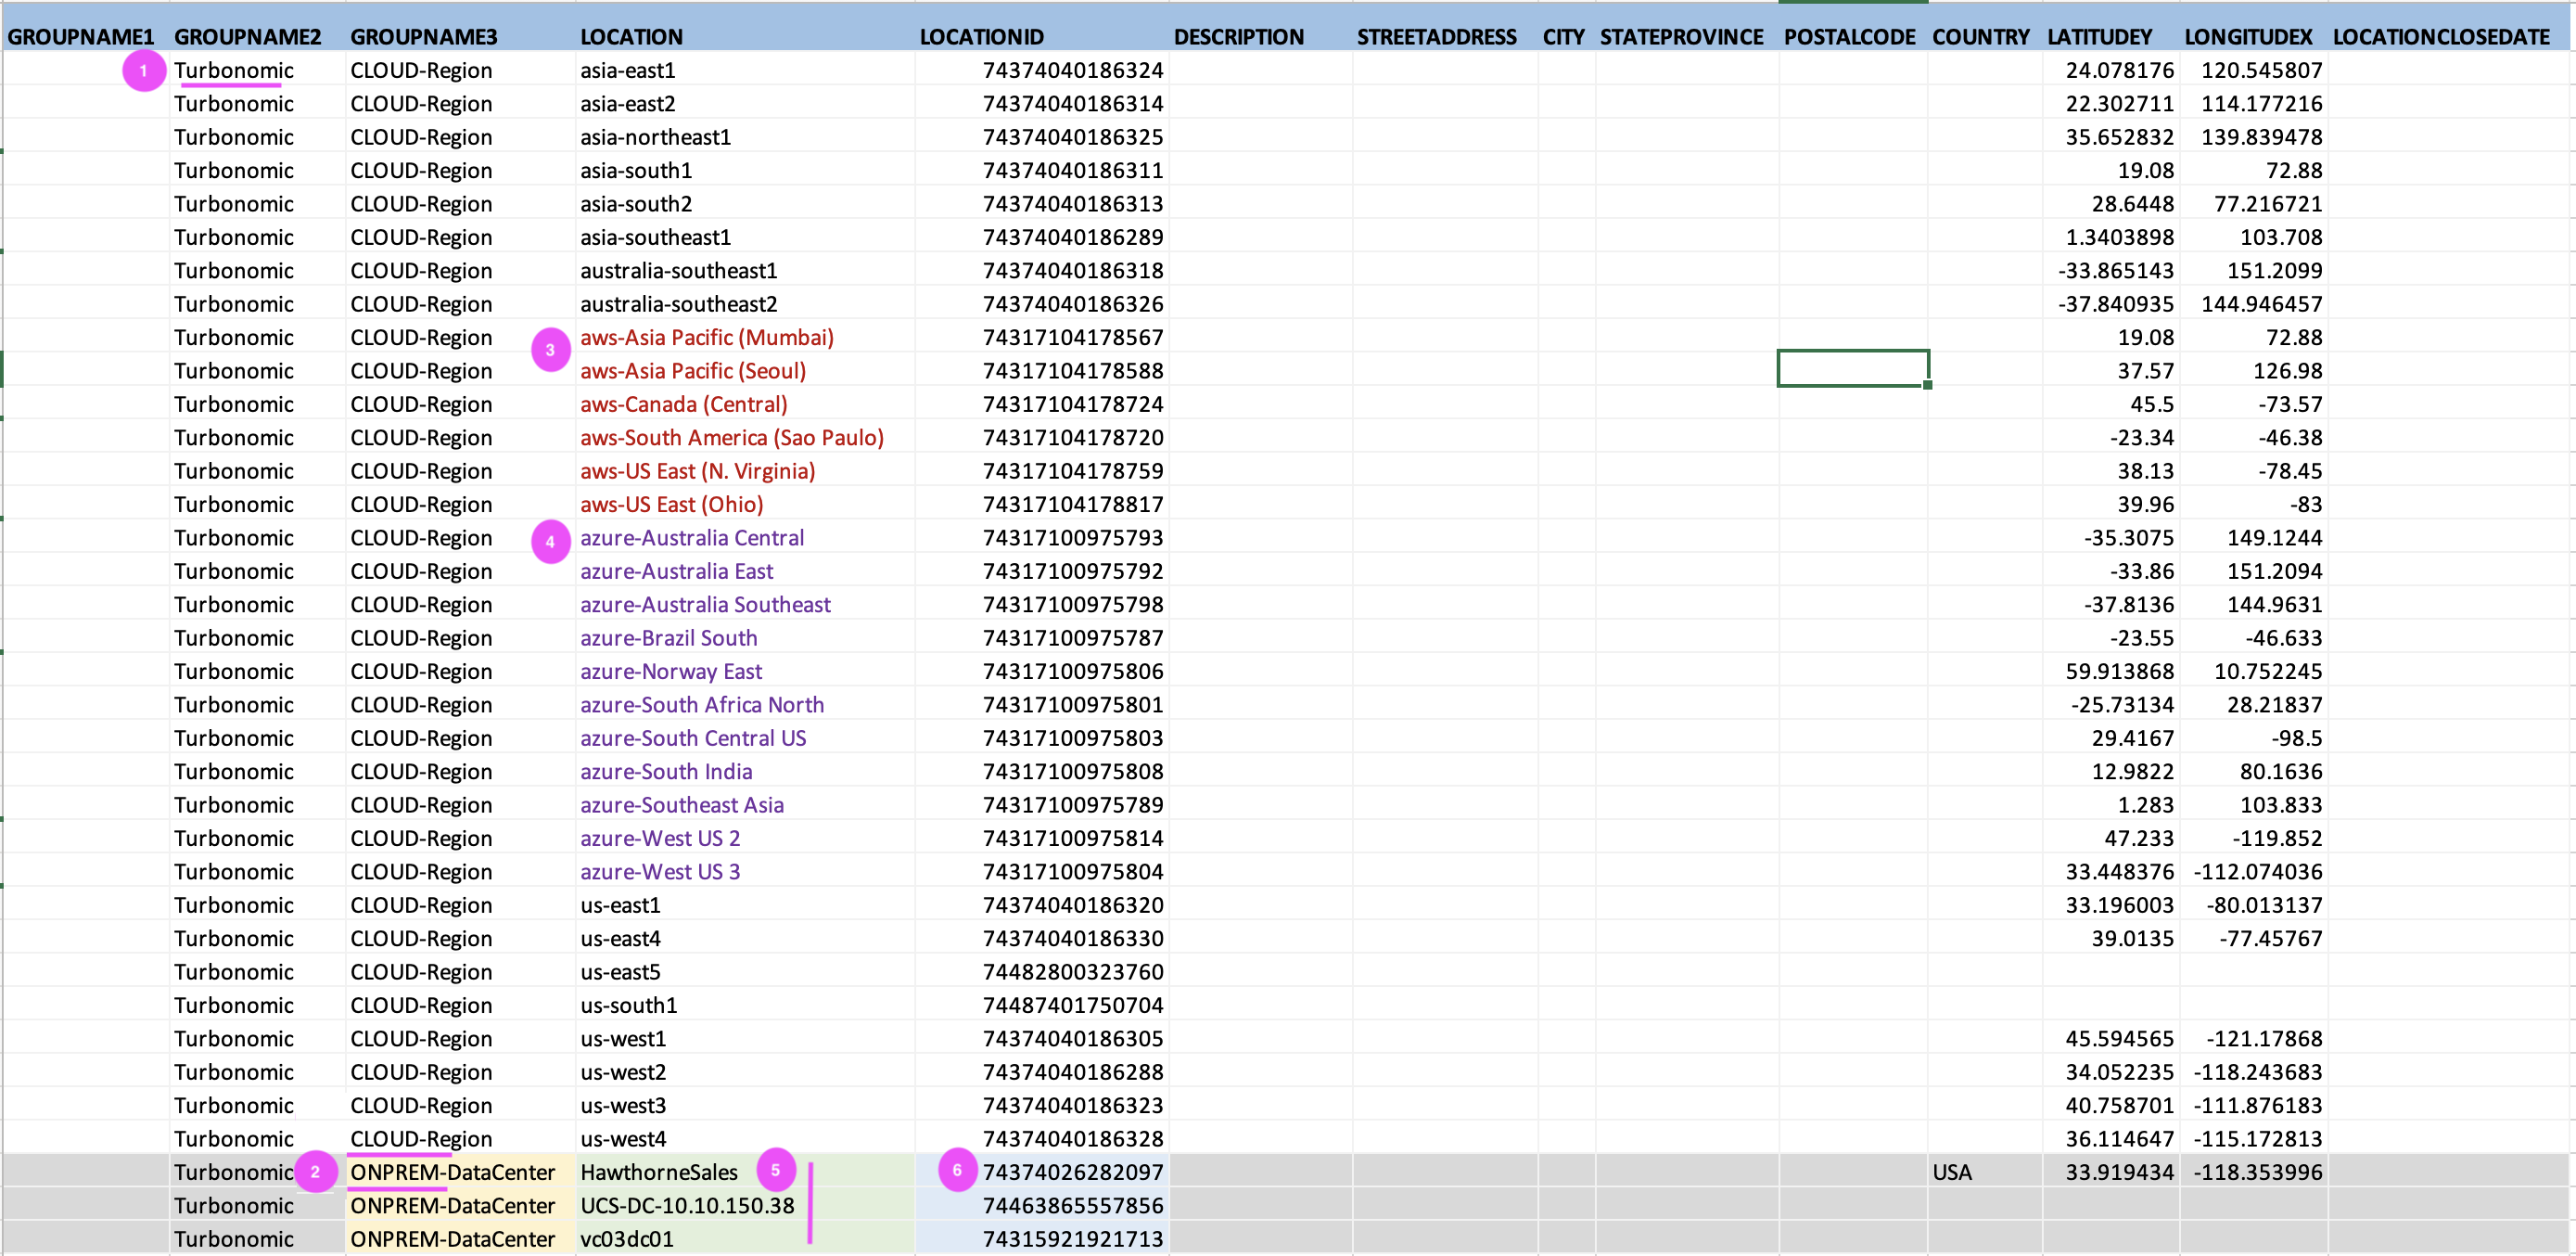 GROUPNAME1 GROUPNAME2 GROUPNAME3 LOCATION LOCATIONID DESCRIPTION STREETADDRESS CITY STATEPROVINCE POSTALCODE COUNTRY LATITUDEY LONGITUDEX LOCATIONCLOSEDATE
1 Turbonomic CLOUD-Region asia-east1 74374040186324 24.078176 120.545807
Turbonomic CLOUD-Region asia-east2 74374040186314 22.302711 114.177216
Turbonomic CLOUD-Region asia-northeast1 74374040186325 35.652832 139.839478
Turbonomic CLOUD-Region asia-south1 74374040186311 19.08 72.88
Turbonomic CLOUD-Region asia-south2 74374040186313 28.6448 77.216721
Turbonomic CLOUD-Region asia-southeast1 74374040186289 1.3403898 103.708
Turbonomic CLOUD-Region australia-southeast1 74374040186318 -33.865143 151.2099
Turbonomic CLOUD-Region australia-southeast2 74374040186326 -37.840935 144.946457
Turbonomic CLOUD-Region 3 aws-Asia Pacific (Mumbai) 74317104178567 19.08 72.88
Turbonomic CLOUD-Region aws-Asia Pacific (Seoul) 74317104178588 37.57 126.98
Turbonomic CLOUD-Region aws-Canada (Central) 74317104178724 45.5 -73.57
Turbonomic CLOUD-Region aws-South America (Sao Paulo) 74317104178720 -23.34 -46.38
Turbonomic CLOUD-Region aws-US East (N. Virginia) 74317104178759 38.13 -78.45
Turbonomic CLOUD-Region aws-US East (Ohio) 74317104178817 39.96 -83
Turbonomic CLOUD-Region 4 azure-Australia Central 74317100975793 -35.3075 149.1244
Turbonomic CLOUD-Region azure-Australia East 74317100975792 -33.86 151.2094
Turbonomic CLOUD-Region azure-Australia Southeast 74317100975798 -37.8136 144.9631
Turbonomic CLOUD-Region azure-Brazil South 74317100975787 -23.55 -46.633
Turbonomic CLOUD-Region azure-Norway East 74317100975806 59.913868 10.752245
Turbonomic CLOUD-Region azure-South Africa North 74317100975801 -25.73134 28.21837
Turbonomic CLOUD-Region azure-South Central US 74317100975803 29.4167 -98.5
Turbonomic CLOUD-Region azure-South India 74317100975808 12.9822 80.1636
Turbonomic CLOUD-Region azure-Southeast Asia 74317100975789 1.283 103.833
Turbonomic CLOUD-Region azure-West US 2 74317100975814 47.233 -119.852
Turbonomic CLOUD-Region azure-West US 3 74317100975804 33.448376 -112.074036
Turbonomic CLOUD-Region us-east1 74374040186320 33.196003 -80.013137
Turbonomic CLOUD-Region us-east4 74374040186330 39.0135 -77.45767
Turbonomic CLOUD-Region us-east5 74482800323760
Turbonomic CLOUD-Region us-south1 74487401750704
Turbonomic CLOUD-Region us-west1 74374040186305 45.594565 -121.17868
Turbonomic CLOUD-Region us-west2 74374040186288 34.052235 -118.243683
Turbonomic CLOUD-Region us-west3 74374040186323 40.758701 -111.876183
Turbonomic CLOUD-Region us-west4 74374040186328 36.114647 -115.172813
Turbonomic 2 ONPREM-DataCenter HawthorneSales 5 6 74374026282097 USA 33.919434 -118.353996
Turbonomic ONPREM-DataCenter UCS-DC-10.10.150.38 74463865557856
Turbonomic ONPREM-DataCenter vc03dc01 74315921921713